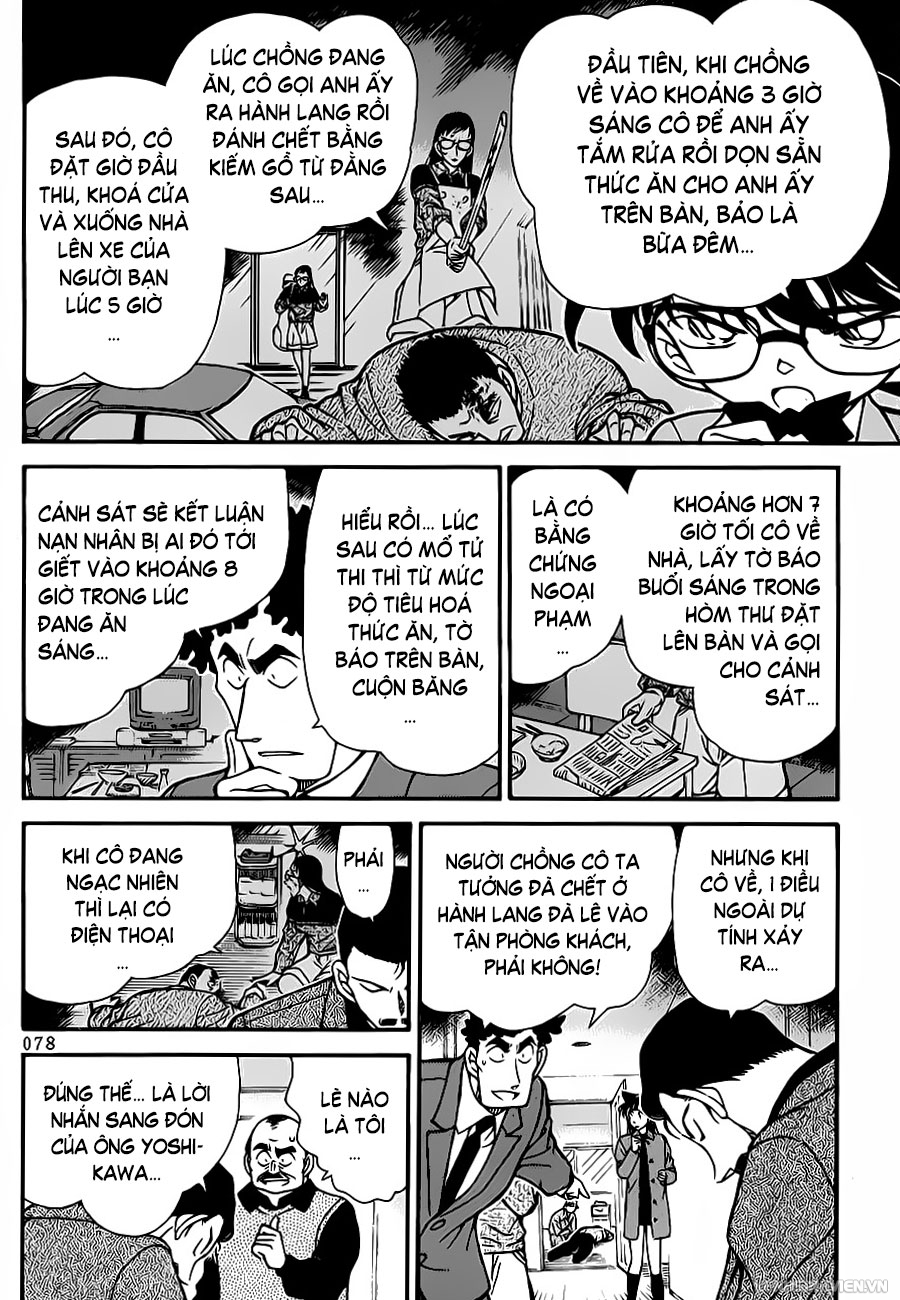 ĐẦU TIÊN, KHI CHỒNG
VỀ VÀO KHOẢNG 3 GIỜ
SÁNG CÔ ĐỂ ANH ẤY
TẮM RỬA RỒI DỌN SẴN
THỨC ĂN CHO ANH ẤY
TRÊN BÀN, BẢO LÀ
BỮA ĐÊM...
LÚC CHỒNG ĐANG
ĂN, CÔ GỌI ANH ẤY
RA HÀNH LANG RỒI
ĐÁNH CHẾT BẰNG
KIẾM GỖ TỪ ĐẰNG
SAU...
SAU ĐÓ, CÔ
ĐẶT GIỜ ĐẦU
THU, KHOÁ CỬA
VÀ XUỐNG NHÀ
LÊN XE CỦA
NGƯỜI BẠN
LÚC 5 GIỜ
...
KHOẢNG HƠN 7
GIỜ TỐI CÔ VỀ
NHÀ, LẤY TỜ BÁO
BUỔI SÁNG TRONG
HÒM THƯ ĐẶT
LÊN BÀN VÀ GỌI
CHO CẢNH
SÁT...
LÀ CÓ
BẰNG
CHỨNG
NGOẠI
PHẠM...
HIỂU RỒI... LÚC
SAU CÓ MỔ TỬ
THI THÌ TỪ MỨC
ĐỘ TIÊU HOÁ
THỨC ĂN, TỜ
BÁO TRÊN BÀN,
CUỘN BĂNG
...
CẢNH SÁT SẼ KẾT LUẬN
NẠN NHÂN BỊ AI ĐÓ TỚI
GIẾT VÀO KHOẢNG 8
GIỜ TRONG LÚC
ĐANG ĂN
SÁNG...
NHƯNG KHI
CÔ VỀ, 1 ĐIỀU
NGOÀI DỰ
TÍNH XẢY
RA...
NGƯỜI CHỒNG CÔ TA
TƯỞNG ĐÃ CHẾT Ở
HÀNH LANG ĐÃ LÊ VÀO
TẬN PHÒNG KHÁCH,
PHẢI KHÔNG!
PHẢI
...
KHI CÔ ĐANG
NGẠC NHIÊN
THÌ LẠI CÓ
ĐIỆN THOẠI
...
078
LẼ NÀO
LÀ TÔI
...
ĐÚNG THẾ... LÀ LỜI
NHẮN SANG ĐÓN
CỦA ÔNG YOSHI-
KAWA...